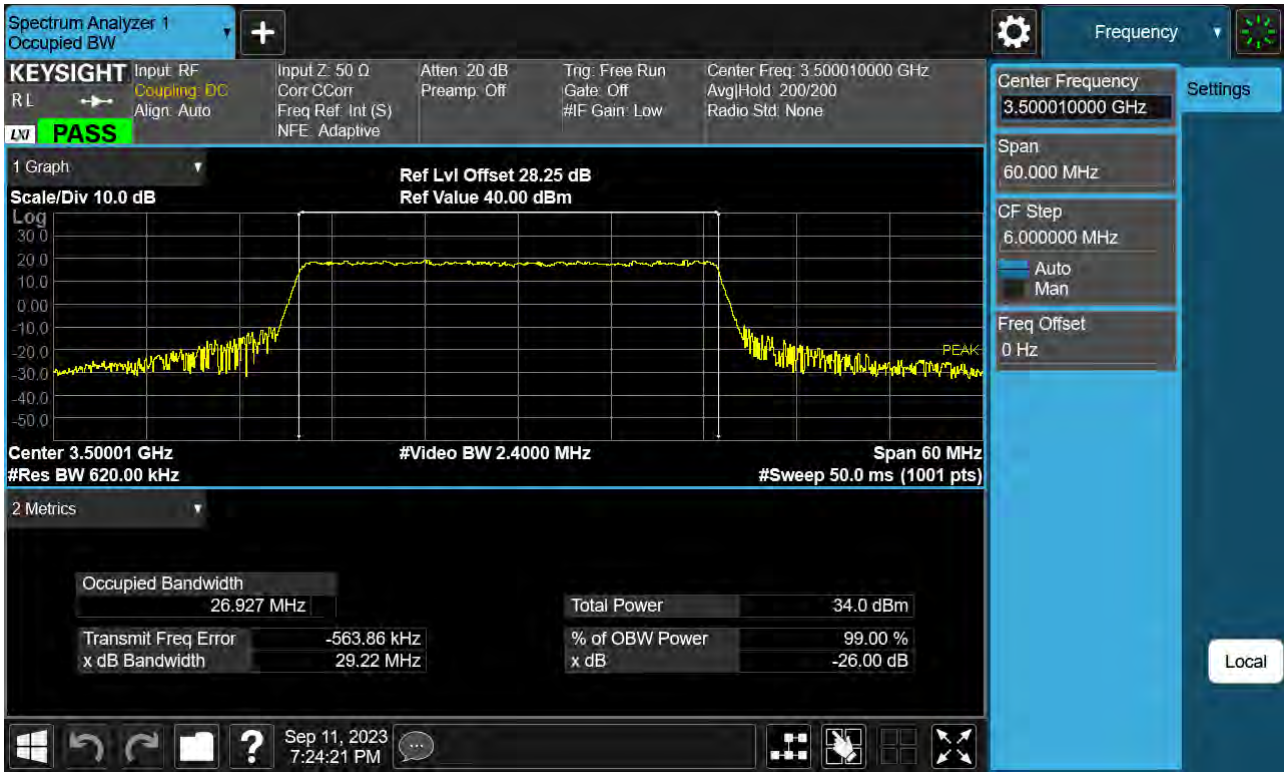 Spectrum Analyzer 1
Occupied BW
+
Frequency
KEYSIGHT
R L
LXI PASS
Input: RF
Coupling: DC
Align: Auto
Input Z: 50 Ω
Corr CCorr
Freq Ref: Int (S)
NFE: Adaptive
Atten: 20 dB
Preamp: Off
Trig: Free Run
Gate: Off
#IF Gain: Low
Center Freq: 3.500010000 GHz
Avg|Hold: 200/200
Radio Std: None
Center Frequency
3.500010000 GHz
Settings
Span
60.000 MHz
CF Step
6.000000 MHz
Auto
Man
Freq Offset
0 Hz
1 Graph
Scale/Div 10.0 dB
Ref Lvl Offset 28.25 dB
Ref Value 40.00 dBm
Log
30.0
20.0
10.0
0.00
-10.0
-20.0
-30.0
-40.0
-50.0
PEAK
Center 3.50001 GHz
#Video BW 2.4000 MHz
Span 60 MHz
#Res BW 620.00 kHz
#Sweep 50.0 ms (1001 pts)
2 Metrics
Occupied Bandwidth
26.927 MHz
Total Power 34.0 dBm
Transmit Freq Error -563.86 kHz
% of OBW Power 99.00 %
x dB Bandwidth 29.22 MHz
x dB -26.00 dB
Local
?
Sep 11, 2023
7:24:21 PM